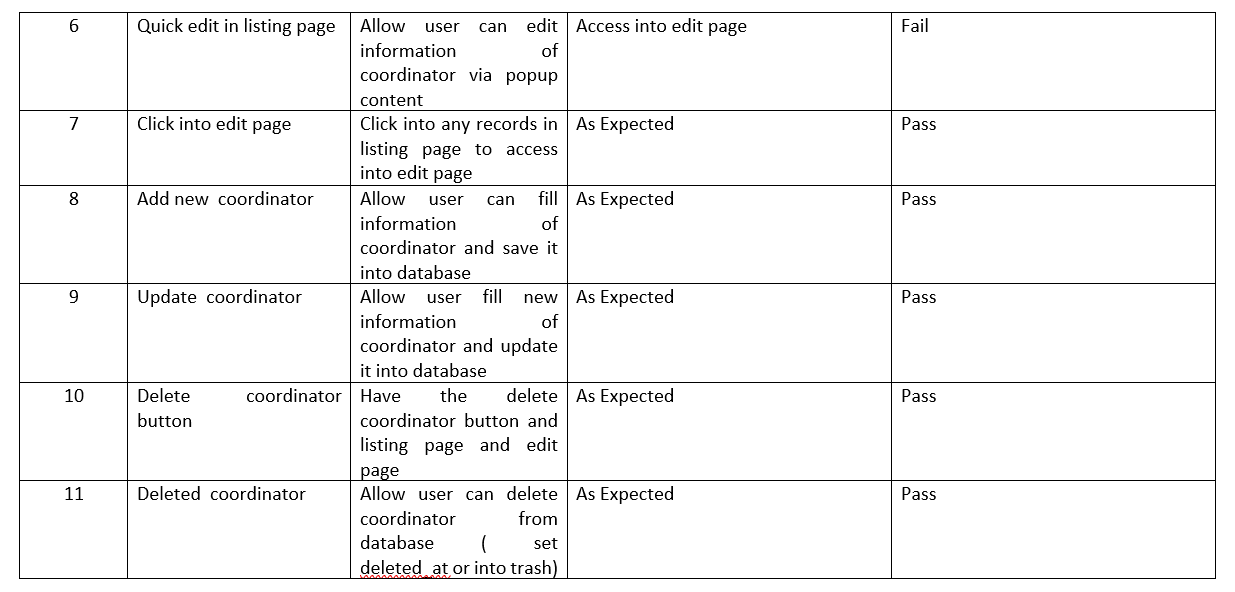 6 Quick edit in listing page Allow user can edit Access into edit page Fail
information of
coordinator via popup
content
7 Click into edit page Click into any records in As Expected Pass
listing page to access
into edit page
8 Add new coordinator Allow user can fill As Expected Pass
information of
coordinator and save it
into database
9 Update coordinator Allow user fill new As Expected Pass
information of
coordinator and update
it into database
10 Delete coordinator Have the delete As Expected Pass
button coordinator button and
listing page and edit
page
11 Deleted coordinator Allow user can delete As Expected Pass
coordinator from
database ( set
deleted_at or into trash)